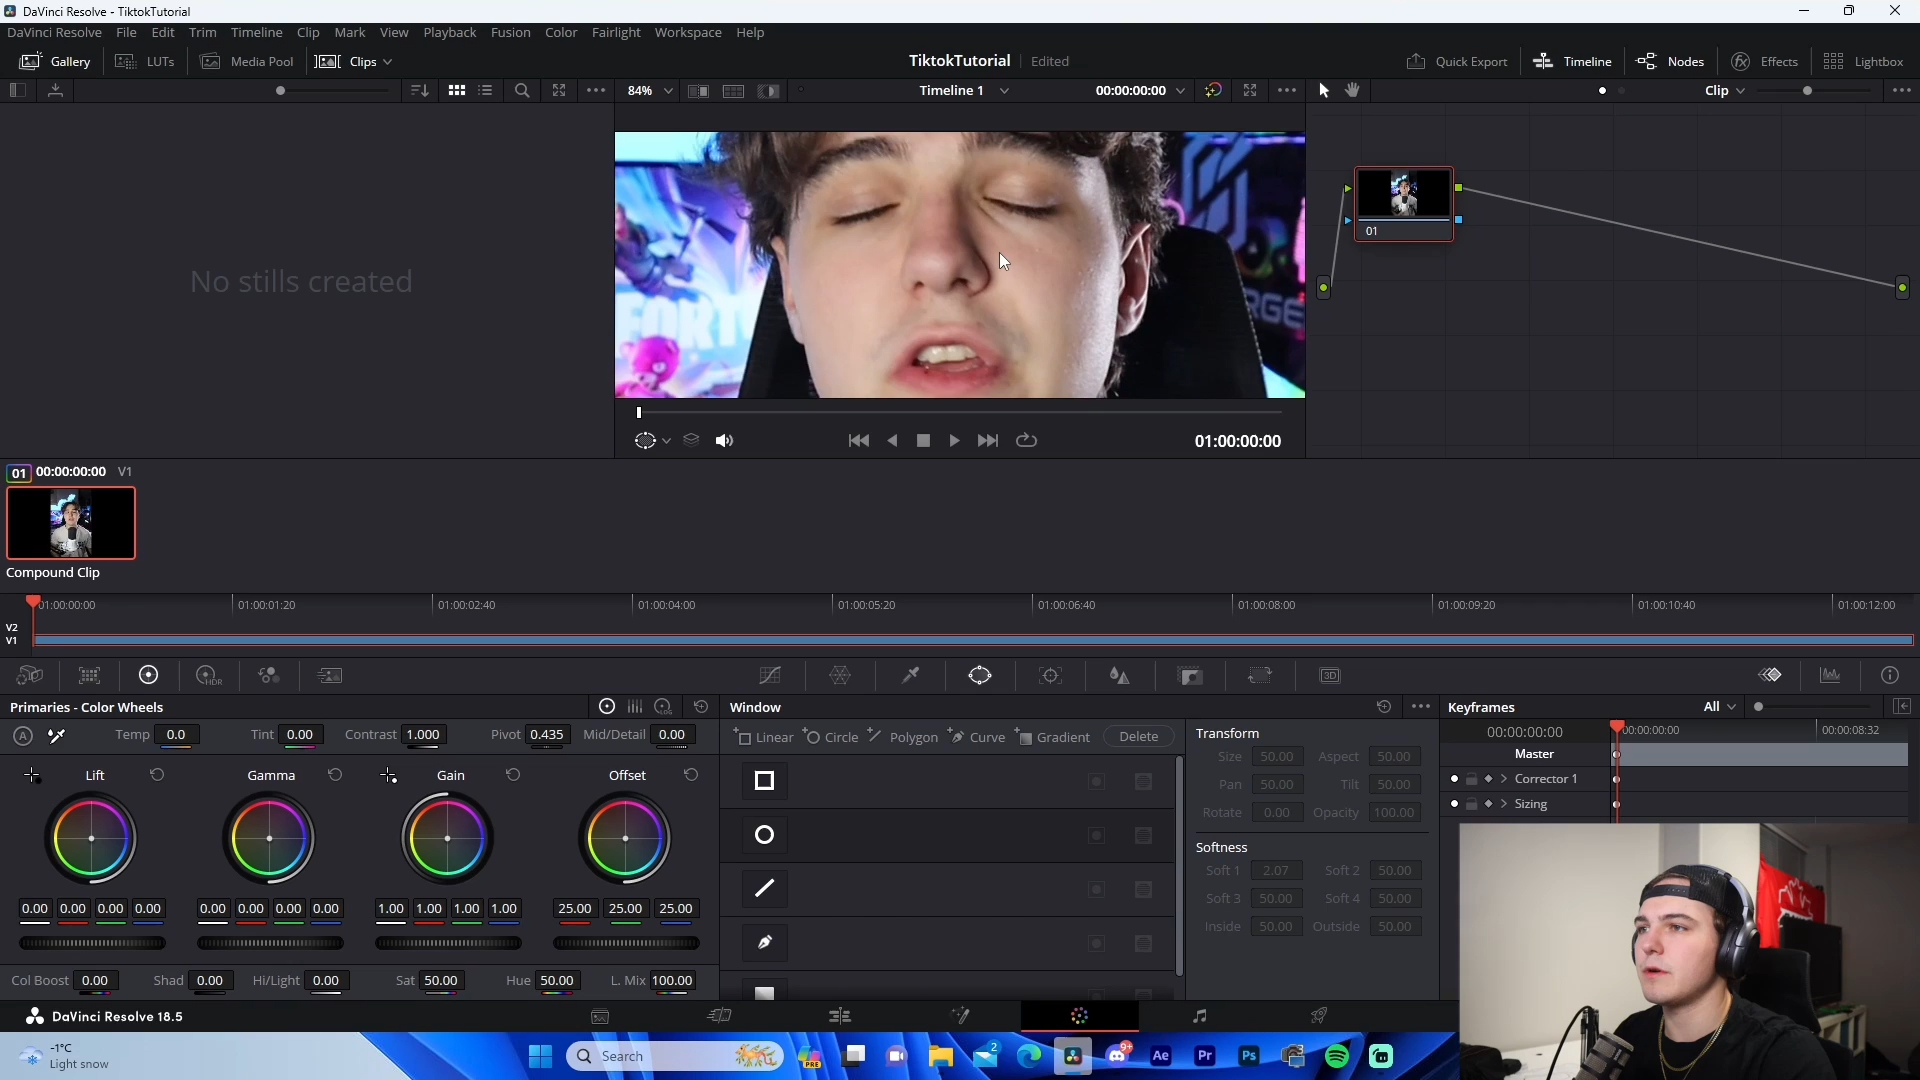 DaVinci Resolve - TiktokTutorial
DaVinci Resolve File Edit Trim Timeline Clip Mark View Playback Fusion Color Fairlight Workspace Help
Gallery LUTs Media Pool Clips TiktokTutorial Edited Quick Export Timeline Nodes Effects Lightbox
84% Timeline 1 00:00:00:00 Clip
No stills created
FORT
RGE
01
01:00:00:00
01 00:00:00:00 V1
Compound Clip
01:00:00:00 01:00:01:20 01:00:02:40 01:00:04:00 01:00:05:20 01:00:06:40 01:00:08:00 01:00:09:20 01:00:10:40 01:00:12:00
V2
V1
HDR
3D
Primaries - Color Wheels LOG Window Keyframes All
A Temp 0.0 Tint 0.00 Contrast 1.000 Pivot 0.435 Mid/Detail 0.00
Linear Circle Polygon Curve Gradient Delete
Lift Gamma Gain Offset
0.00 0.00 0.00 0.00 0.00 0.00 0.00 0.00 1.00 1.00 1.00 1.00 25.00 25.00 25.00
Col Boost 0.00 Shad 0.00 Hi/Light 0.00 Sat 50.00 Hue 50.00 L. Mix 100.00
Transform
Size 50.00 Aspect 50.00
Pan 50.00 Tilt 50.00
Rotate 0.00 Opacity 100.00
Softness
Soft 1 2.07 Soft 2 50.00
Soft 3 50.00 Soft 4 50.00
Inside 50.00 Outside 50.00
00:00:00:00 00:00:00:00 00:00:08:32
Master
Corrector 1
Sizing
DaVinci Resolve 18.5
-1°C
Light snow
Search
PRE
2
9+
Ae
Pr
Ps